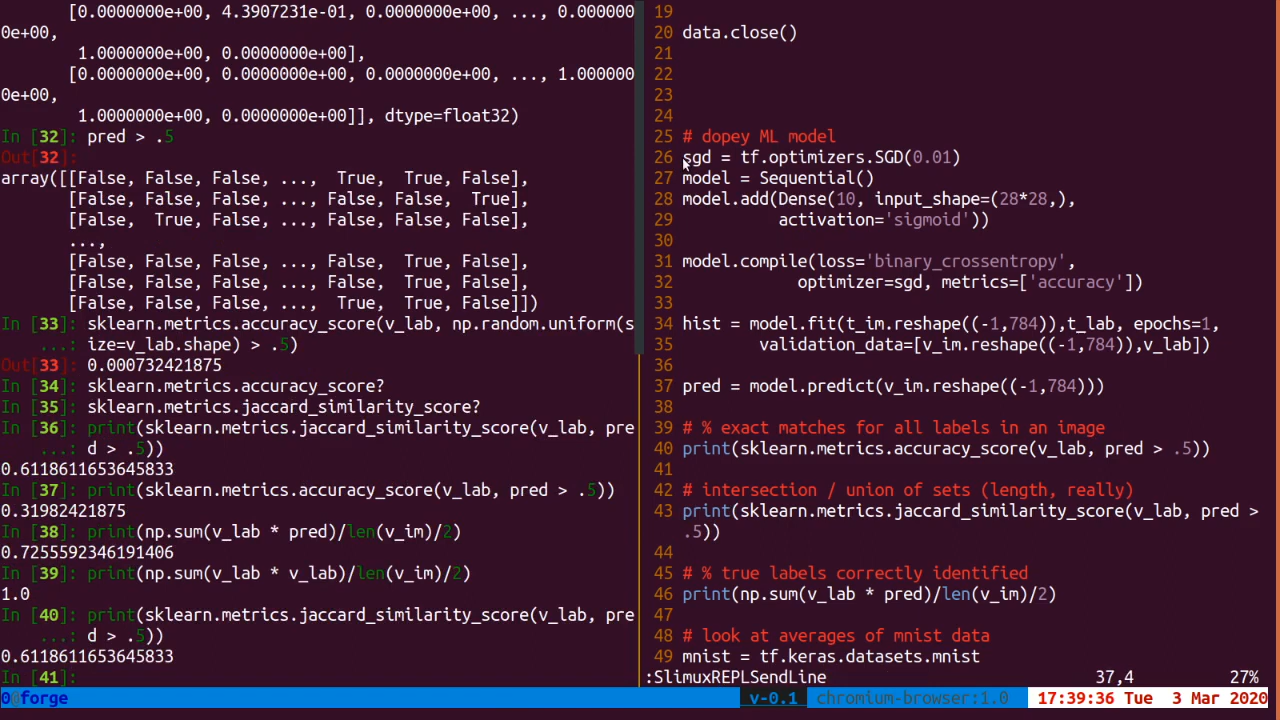 [0.0000000e+00, 4.3907231e-01, 0.0000000e+00, ..., 0.000000
0e+00,
1.0000000e+00, 0.0000000e+00],
[0.0000000e+00, 0.0000000e+00, 0.0000000e+00, ..., 1.000000
0e+00,
1.0000000e+00, 0.0000000e+00]], dtype=float32)
In [32]: pred > .5
Out[32]:
array([[False, False, False, ..., True, True, False],
[False, False, False, ..., False, False, True],
[False, True, False, ..., False, False, False],
...,
[False, False, False, ..., False, True, False],
[False, False, False, ..., False, True, False],
[False, False, False, ..., True, True, False]])
In [33]: sklearn.metrics.accuracy_score(v_lab, np.random.uniform(s
...: ize=v_lab.shape) > .5)
Out[33]: 0.000732421875
In [34]: sklearn.metrics.accuracy_score?
In [35]: sklearn.metrics.jaccard_similarity_score?
In [36]: print(sklearn.metrics.jaccard_similarity_score(v_lab, pre
...: d > .5))
0.6118611653645833
In [37]: print(sklearn.metrics.accuracy_score(v_lab, pred > .5))
0.31982421875
In [38]: print(np.sum(v_lab * pred)/len(v_im)/2)
0.7255592346191406
In [39]: print(np.sum(v_lab * v_lab)/len(v_im)/2)
1.0
In [40]: print(sklearn.metrics.jaccard_similarity_score(v_lab, pre
...: d > .5))
0.6118611653645833
In [41]:
19
20 data.close()
21
22
23
24
25 # dopey ML model
26 sgd = tf.optimizers.SGD(0.01)
27 model = Sequential()
28 model.add(Dense(10, input_shape=(28*28,),
29 activation='sigmoid'))
30
31 model.compile(loss='binary_crossentropy',
32 optimizer=sgd, metrics=['accuracy'])
33
34 hist = model.fit(t_im.reshape((-1,784)),t_lab, epochs=1,
35 validation_data=[v_im.reshape((-1,784)),v_lab])
36
37 pred = model.predict(v_im.reshape((-1,784)))
38
39 # % exact matches for all labels in an image
40 print(sklearn.metrics.accuracy_score(v_lab, pred > .5))
41
42 # intersection / union of sets (length, really)
43 print(sklearn.metrics.jaccard_similarity_score(v_lab, pred >
.5))
44
45 # % true labels correctly identified
46 print(np.sum(v_lab * pred)/len(v_im)/2)
47
48 # look at averages of mnist data
49 mnist = tf.keras.datasets.mnist
:SlimuxREPLSendLine 37,4 27%
0@forge v-0.1 chromium-browser:1.0 17:39:36 Tue 3 Mar 2020